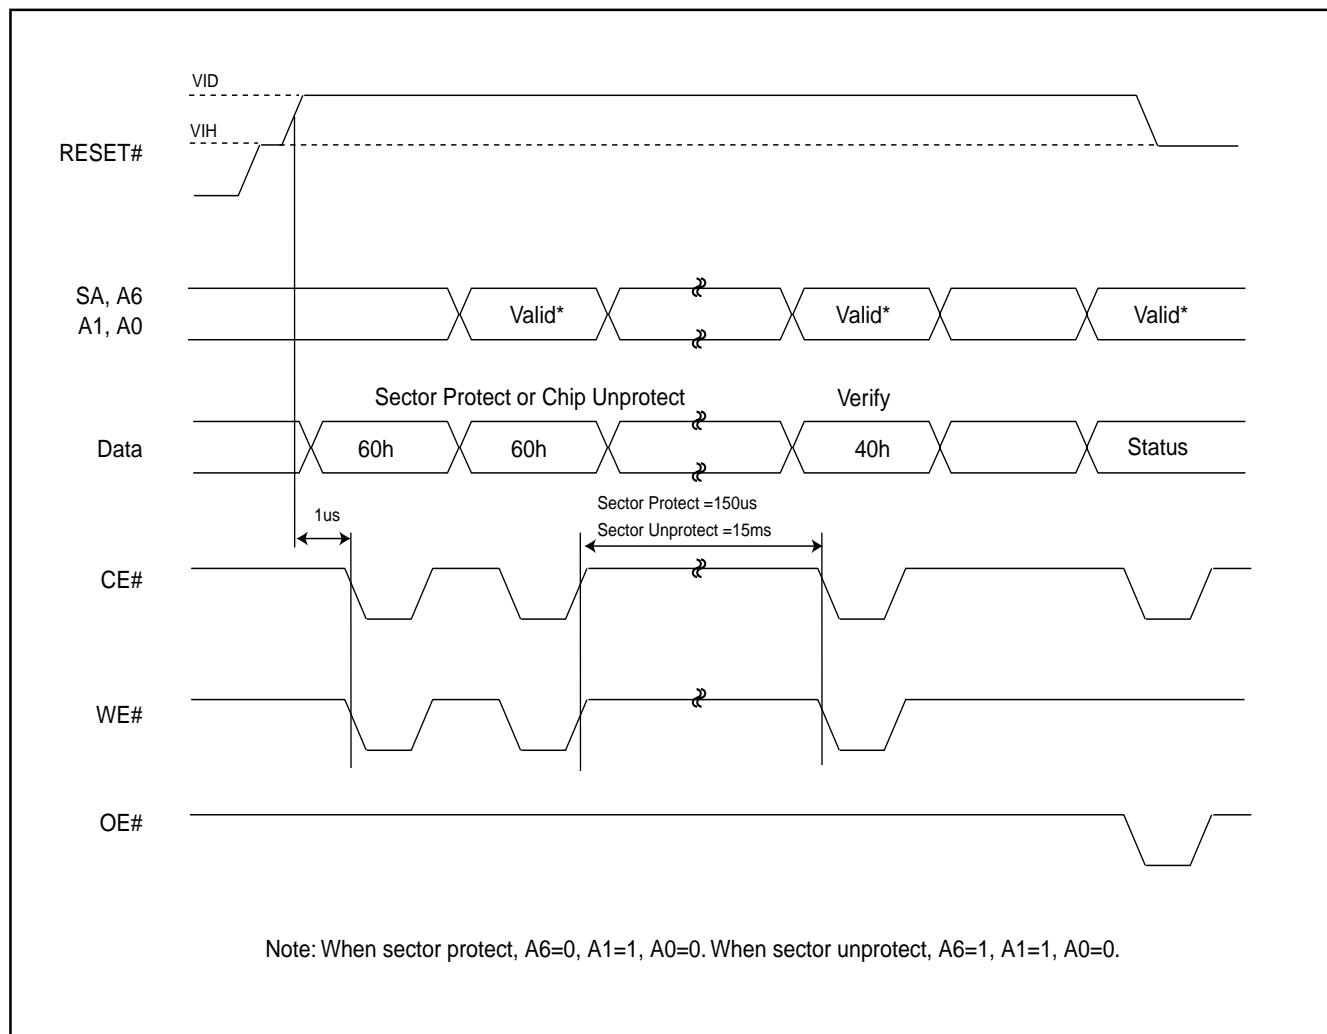 VID
VIH
RESET#
SA, A6
A1, A0
Valid*
Valid*
Valid*
Sector Protect or Chip Unprotect
Verify
Data
60h
60h
40h
Status
Sector Protect =150us
1us
Sector Unprotect =15ms
CE#
WE#
OE#
Note: When sector protect, A6=0, A1=1, A0=0. When sector unprotect, A6=1, A1=1, A0=0.